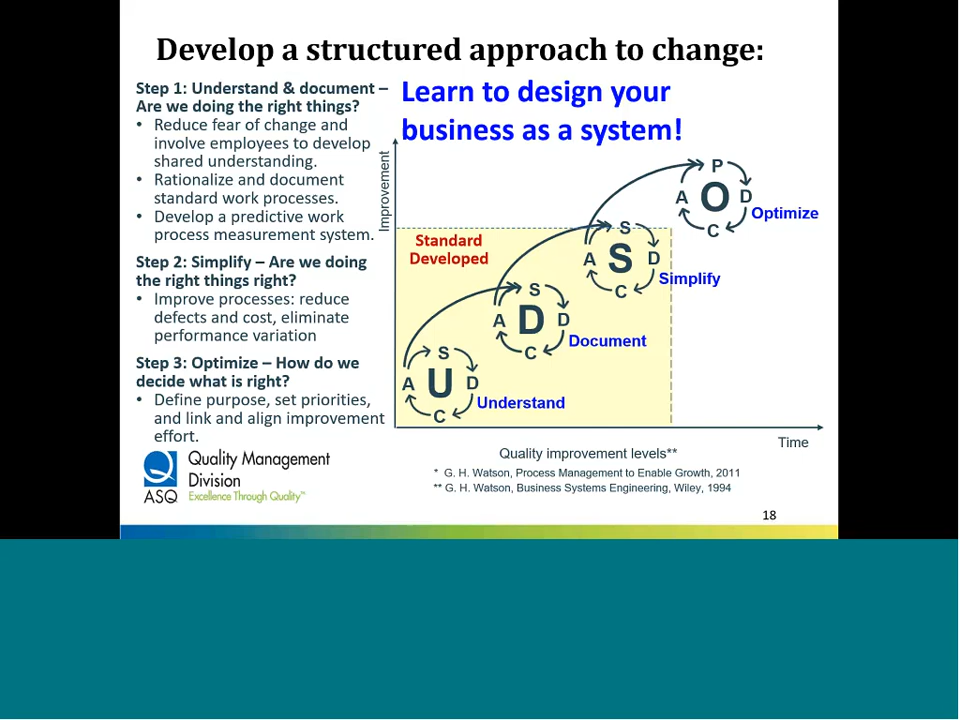 Develop a structured approach to change:
Step 1: Understand & document –
Are we doing the right things?
• Reduce fear of change and
involve employees to develop
shared understanding.
• Rationalize and document
standard work processes.
• Develop a predictive work
process measurement system.
Step 2: Simplify – Are we doing
the right things right?
• Improve processes: reduce
defects and cost, eliminate
performance variation
Step 3: Optimize – How do we
decide what is right?
• Define purpose, set priorities,
and link and align improvement
effort.
Learn to design your
business as a system!
Improvement
Standard
Developed
P
A O D
C
Optimize
S
A S D
C
Simplify
S
A D D
C
Document
S
A U D
C
Understand
Time
Quality improvement levels**
* G. H. Watson, Process Management to Enable Growth, 2011
** G. H. Watson, Business Systems Engineering, Wiley, 1994
ASQ
Quality Management
Division
Excellence Through Quality™
18